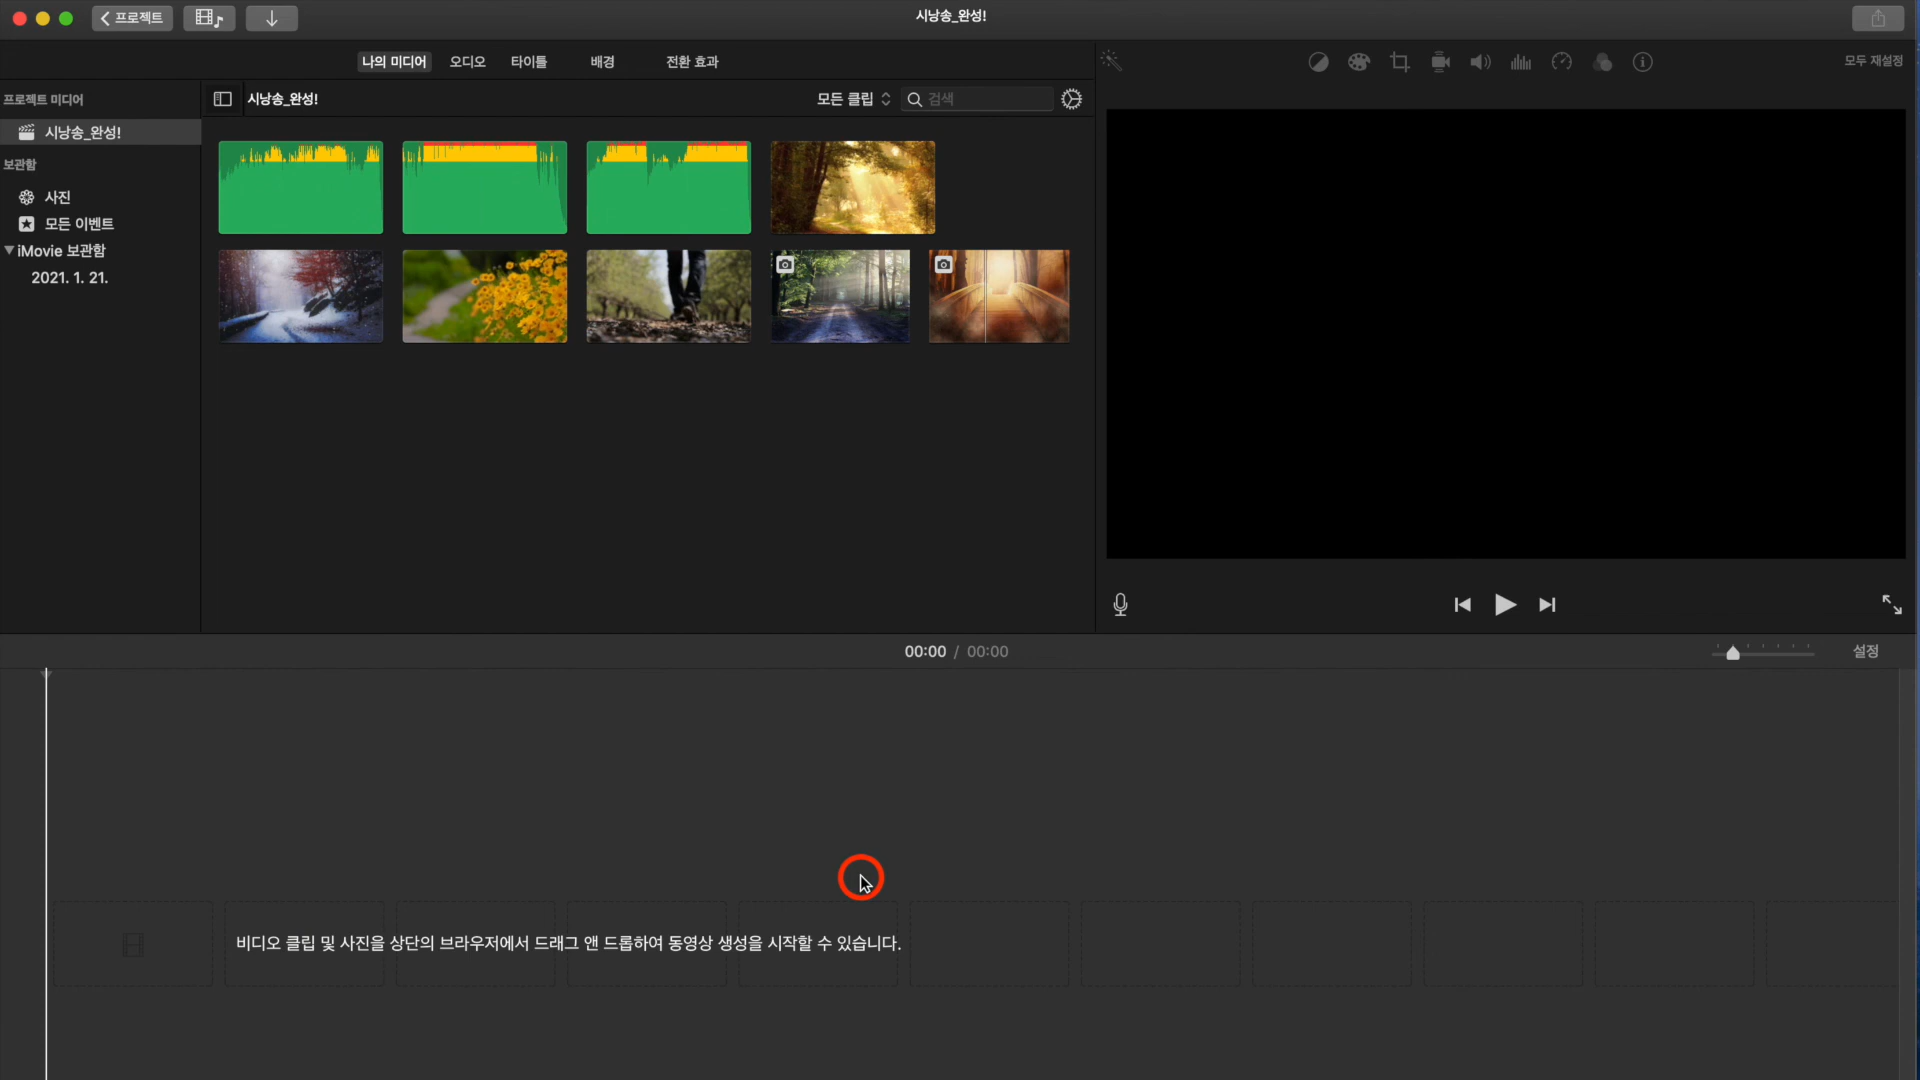 프로젝트
시낭송_완성!
나의 미디어
오디오
타이틀
배경
전환 효과
모두 재설정
프로젝트 미디어
시낭송_완성!
모든 클립
검색
시낭송_완성!
보관함
사진
모든 이벤트
iMovie 보관함
2021. 1. 21.
00:00 / 00:00
설정
비디오 클립 및 사진을 상단의 브라우저에서 드래그 앤 드롭하여 동영상 생성을 시작할 수 있습니다.